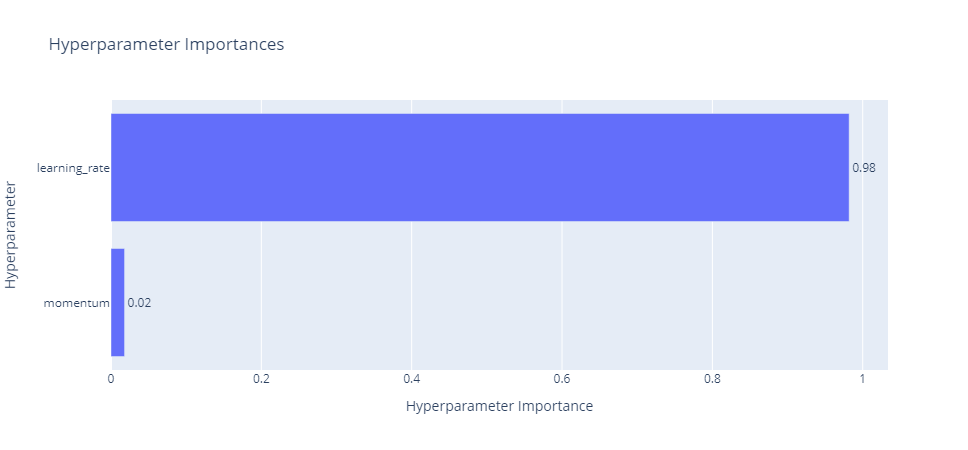 Hyperparameter Importances
Hyperparameter
learning_rate
0.98
momentum
0.02
0
0.2
0.4
0.6
0.8
1
Hyperparameter Importance